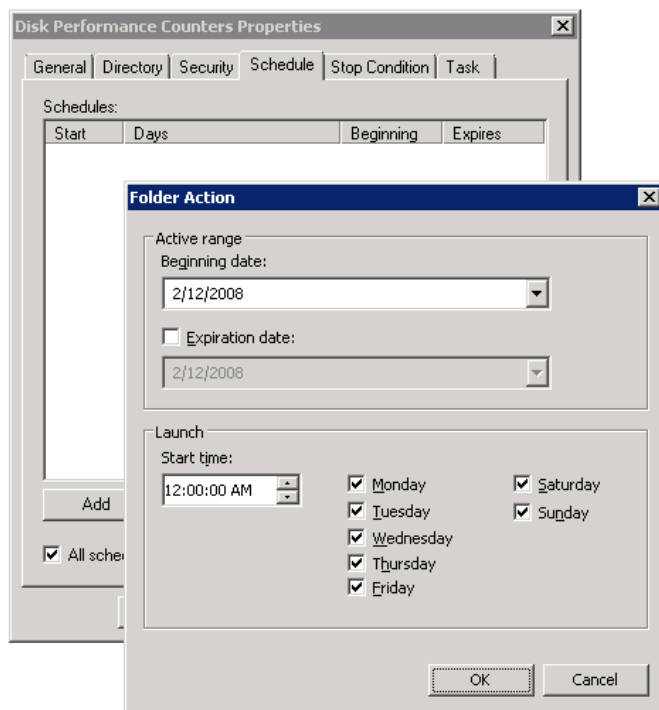 Disk Performance Counters Properties
General Directory Security Schedule Stop Condition Task
Schedules:
Start Days Beginning Expires
Folder Action
Active range
Beginning date:
2/12/2008
Expiration date:
2/12/2008
Launch
Start time:
12:00:00 AM
Monday
Saturday
Tuesday
Sunday
Wednesday
Thursday
Friday
Add
All
OK Cancel